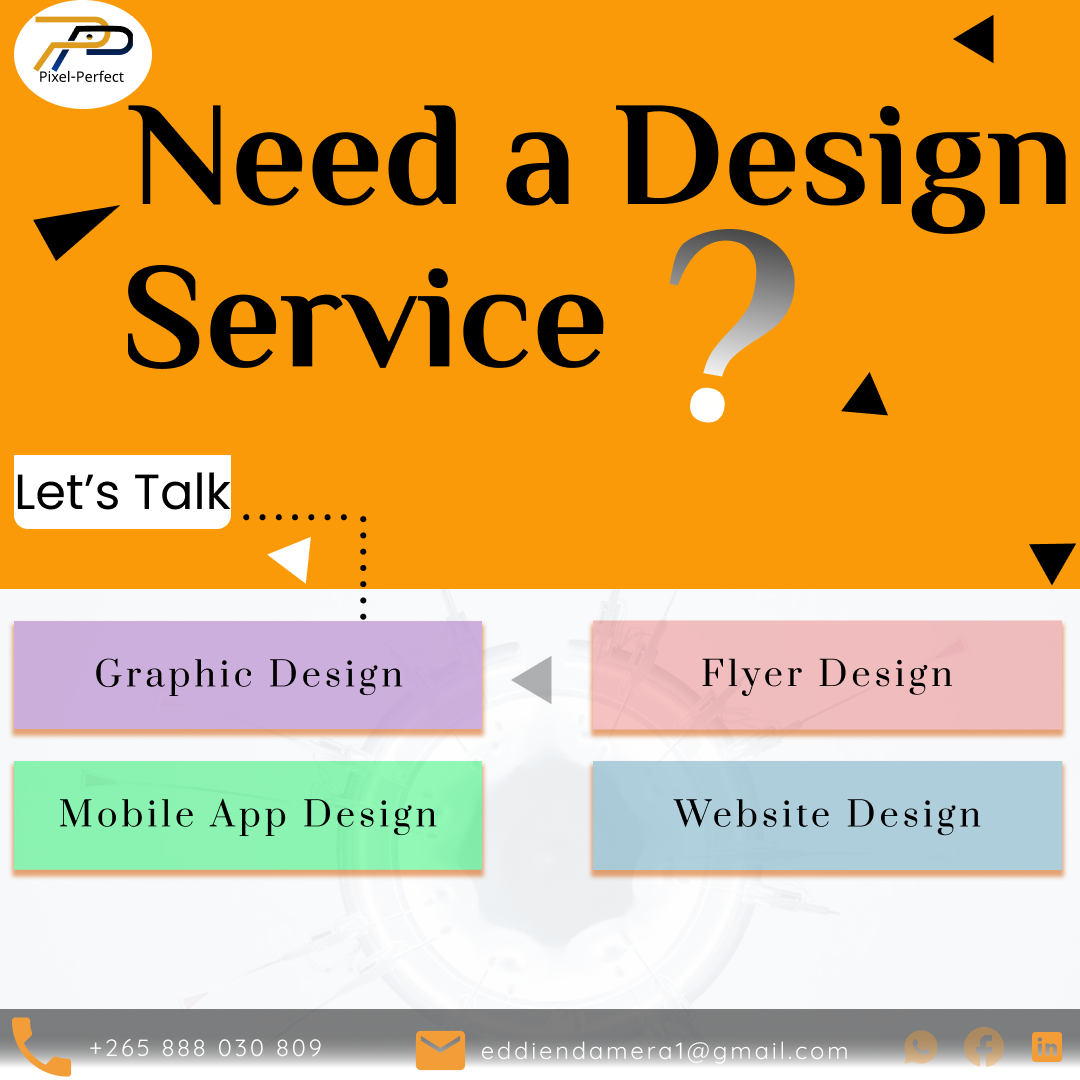 Pixel-Perfect
Need a Design
Service ?
Let’s Talk
Graphic Design
Flyer Design
Mobile App Design
Website Design
+265 888 030 809
eddiendamera1@gmail.com